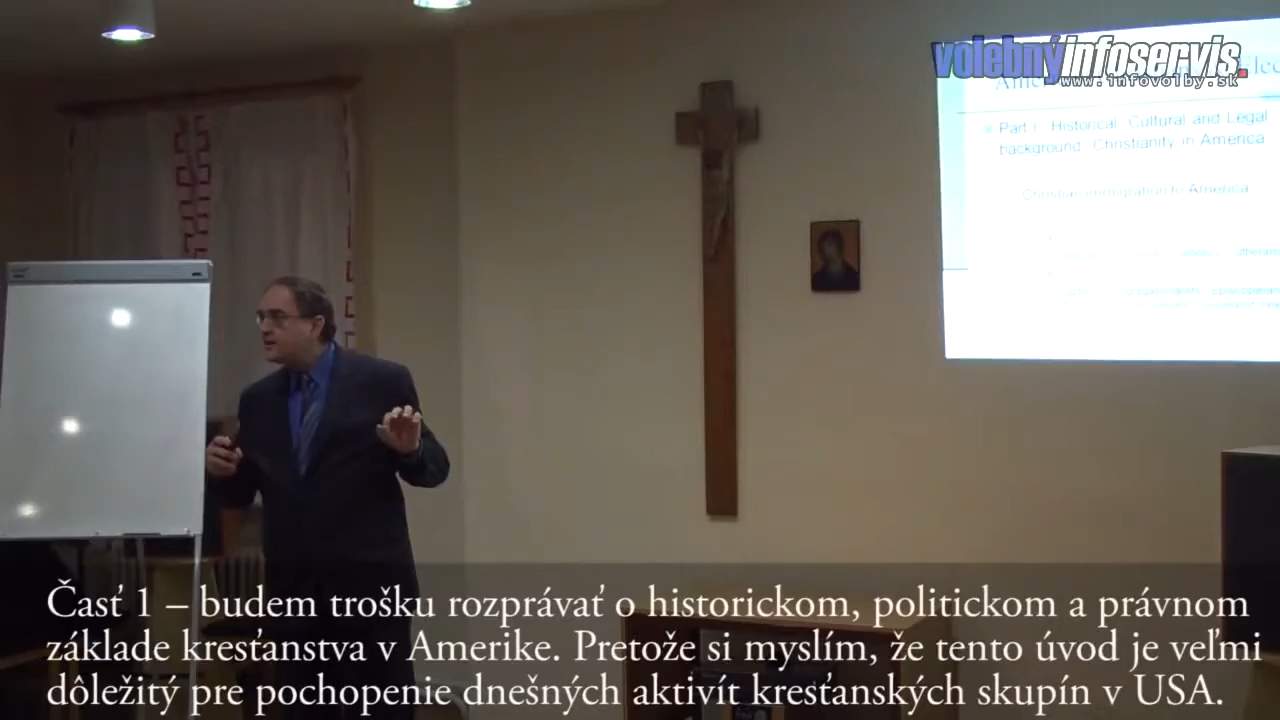 volebnýinfoservis.
www.infovolby.sk
Part I: Historical, Cultural and Legal
background: Christianity in America
Christian immigration to America
Časť 1 – budem trošku rozprávať o historickom, politickom a právnom
základe kresťanstva v Amerike. Pretože si myslím, že tento úvod je veľmi
dôležitý pre pochopenie dnešných aktivít kresťanských skupín v USA.